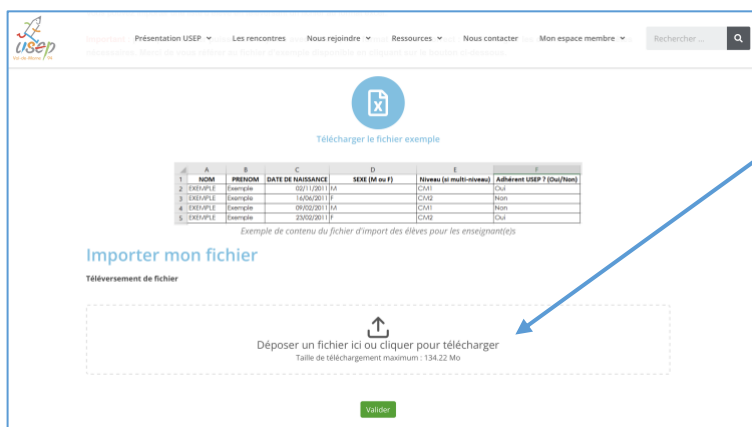 usep
Val de Marne | 94
Présentation USEP
Les rencontres
Nous rejoindre
Ressources
Nous contacter
Mon espace membre
Rechercher ...
Télécharger le fichier exemple
A B C D E F
1 NOM PRENOM DATE DE NAISSANCE SEXE (M ou F) Niveau (si multi-niveau) Adhérent USEP ? (Oui/Non)
2 EXEMPLE Exemple 02/11/2011 M CM1 Oui
3 EXEMPLE Exemple 16/06/2011 F CM2 Non
4 EXEMPLE Exemple 09/02/2011 M CM1 Non
5 EXEMPLE Exemple 23/02/2011 F CM2 Oui
Exemple de contenu du fichier d'import des élèves pour les enseignant(e)s
Importer mon fichier
Téléversement de fichier
Déposer un fichier ici ou cliquer pour télécharger
Taille de téléchargement maximum : 134.22 Mo
Valider